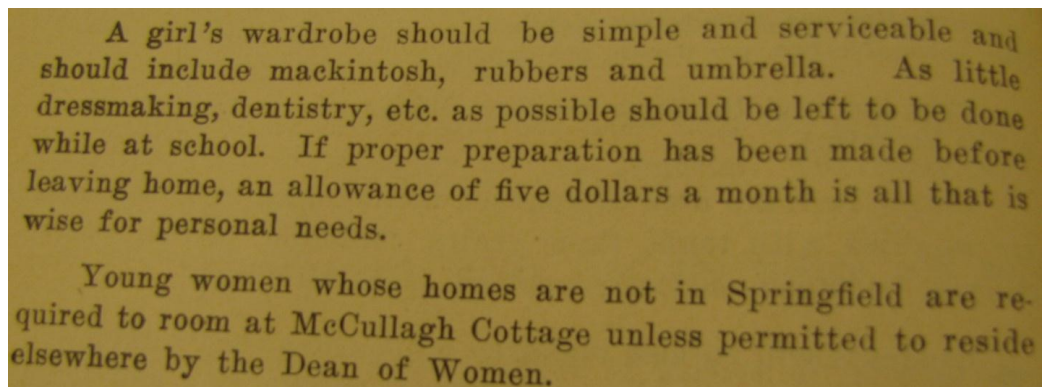 A girl's wardrobe should be simple and serviceable and
should include mackintosh, rubbers and umbrella. As little
dressmaking, dentistry, etc. as possible should be left to be done
while at school. If proper preparation has been made before
leaving home, an allowance of five dollars a month is all that is
wise for personal needs.
Young women whose homes are not in Springfield are re-
quired to room at McCullagh Cottage unless permitted to reside
elsewhere by the Dean of Women.